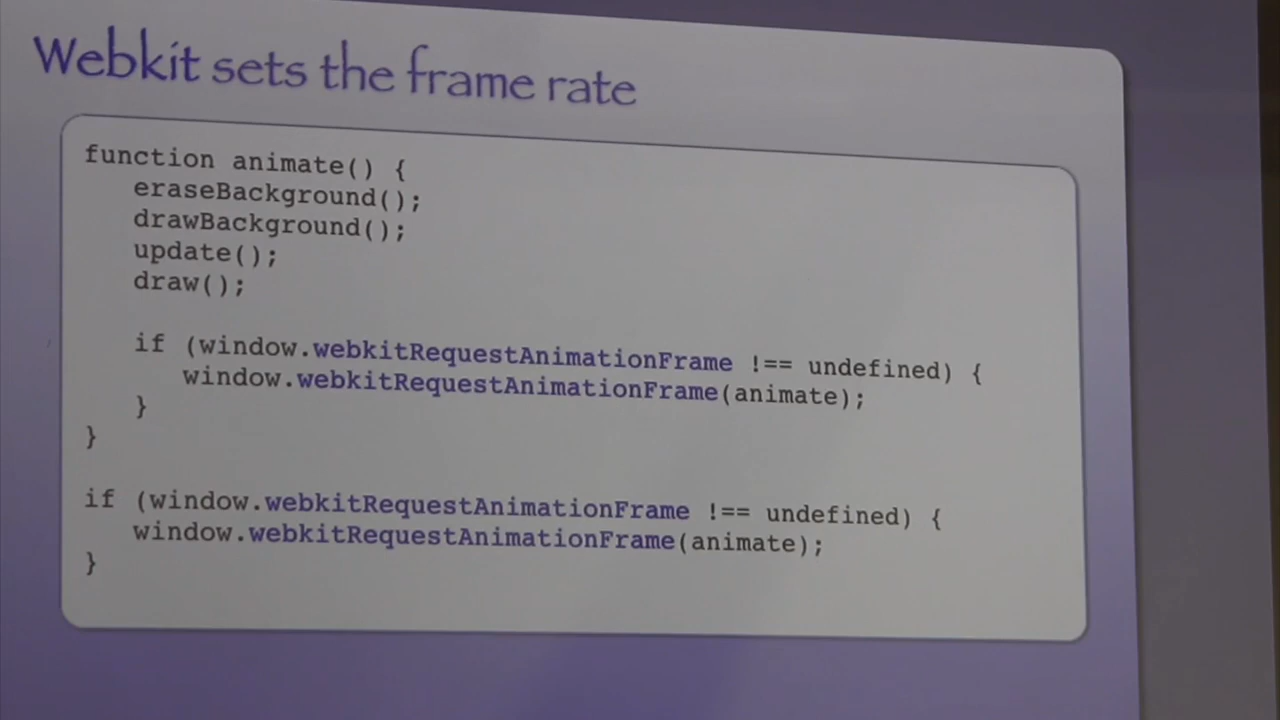 Webkit sets the frame rate
function animate() {
eraseBackground();
drawBackground();
update();
draw();
if (window.webkitRequestAnimationFrame !== undefined) {
window.webkitRequestAnimationFrame(animate);
}
}
if (window.webkitRequestAnimationFrame !== undefined) {
window.webkitRequestAnimationFrame(animate);
}